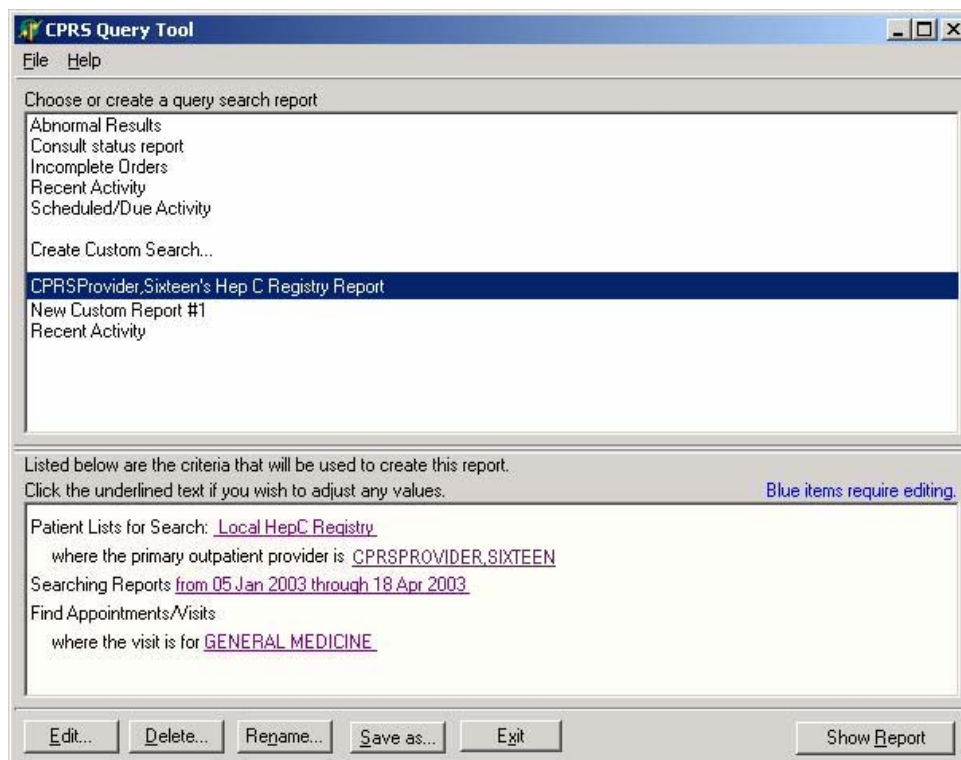 CPRS Query Tool
File Help
Choose or create a query search report
Abnormal Results
Consult status report
Incomplete Orders
Recent Activity
Scheduled/Due Activity
Create Custom Search...
CPRSProvider,Sixteen's Hep C Registry Report
New Custom Report #1
Recent Activity
Listed below are the criteria that will be used to create this report.
Click the underlined text if you wish to adjust any values. Blue items require editing.
Patient Lists for Search: Local HepC Registry
where the primary outpatient provider is CPRSPROVIDER,SIXTEEN
Searching Reports from 05 Jan 2003 through 18 Apr 2003
Find Appointments/Visits
where the visit is for GENERAL MEDICINE
Edit... Delete... Rename... Save as... Exit Show Report